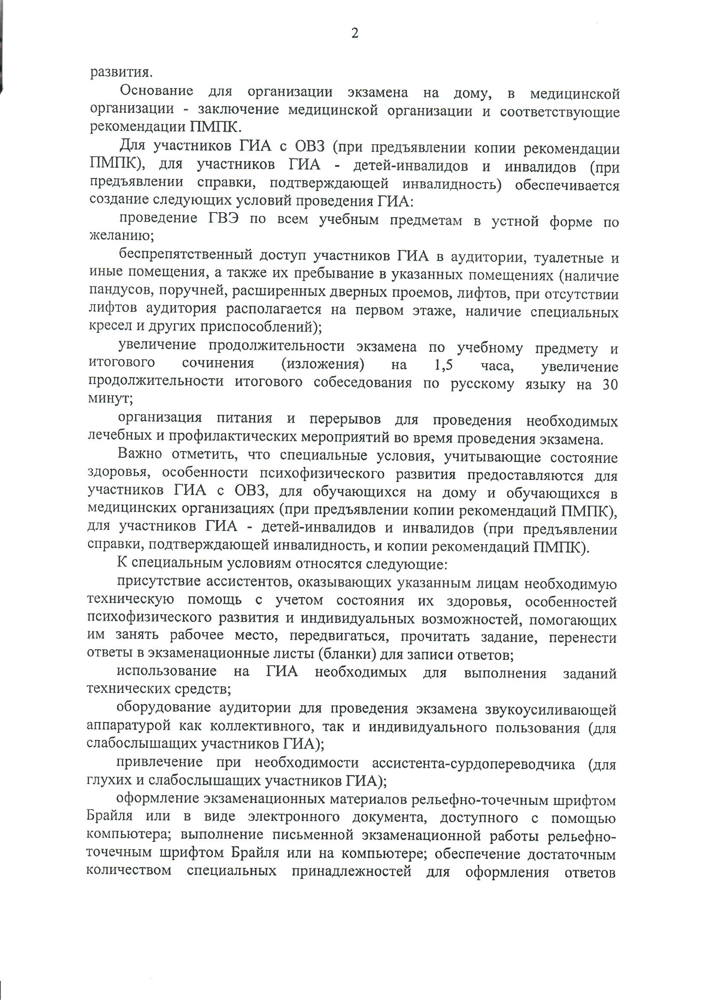 2
развития.
Основание для организации экзамена на дому, в медицинской
организации - заключение медицинской организации и соответствующие
рекомендации ПМПК.
Для участников ГИА с ОВЗ (при предъявлении копии рекомендации
ПМПК), для участников ГИА - детей-инвалидов и инвалидов (при
предъявлении справки, подтверждающей инвалидность) обеспечивается
создание следующих условий проведения ГИА:
проведение ГВЭ по всем учебным предметам в устной форме по
желанию;
беспрепятственный доступ участников ГИА в аудитории, туалетные и
иные помещения, а также их пребывание в указанных помещениях (наличие
пандусов, поручней, расширенных дверных проемов, лифтов, при отсутствии
лифтов аудитория располагается на первом этаже, наличие специальных
кресел и других приспособлений);
увеличение продолжительности экзамена по учебному предмету и
итогового сочинения (изложения) на 1,5 часа, увеличение
продолжительности итогового собеседования по русскому языку на 30
минут;
организация питания и перерывов для проведения необходимых
лечебных и профилактических мероприятий во время проведения экзамена.
Важно отметить, что специальные условия, учитывающие состояние
здоровья, особенности психофизического развития предоставляются для
участников ГИА с ОВЗ, для обучающихся на дому и обучающихся в
медицинских организациях (при предъявлении копии рекомендаций ПМПК),
для участников ГИА - детей-инвалидов и инвалидов (при предъявлении
справки, подтверждающей инвалидность, и копии рекомендаций ПМПК).
К специальным условиям относятся следующие:
присутствие ассистентов, оказывающих указанным лицам необходимую
техническую помощь с учетом состояния их здоровья, особенностей
психофизического развития и индивидуальных возможностей, помогающих
им занять рабочее место, передвигаться, прочитать задание, перенести
ответы в экзаменационные листы (бланки) для записи ответов;
использование на ГИА необходимых для выполнения заданий
технических средств;
оборудование аудитории для проведения экзамена звукоусиливающей
аппаратурой как коллективного, так и индивидуального пользования (для
слабослышащих участников ГИА);
привлечение при необходимости ассистента-сурдопереводчика (для
глухих и слабослышащих участников ГИА);
оформление экзаменационных материалов рельефно-точечным шрифтом
Брайля или в виде электронного документа, доступного с помощью
компьютера; выполнение письменной экзаменационной работы рельефно-
точечным шрифтом Брайля или на компьютере; обеспечение достаточным
количеством специальных принадлежностей для оформления ответов